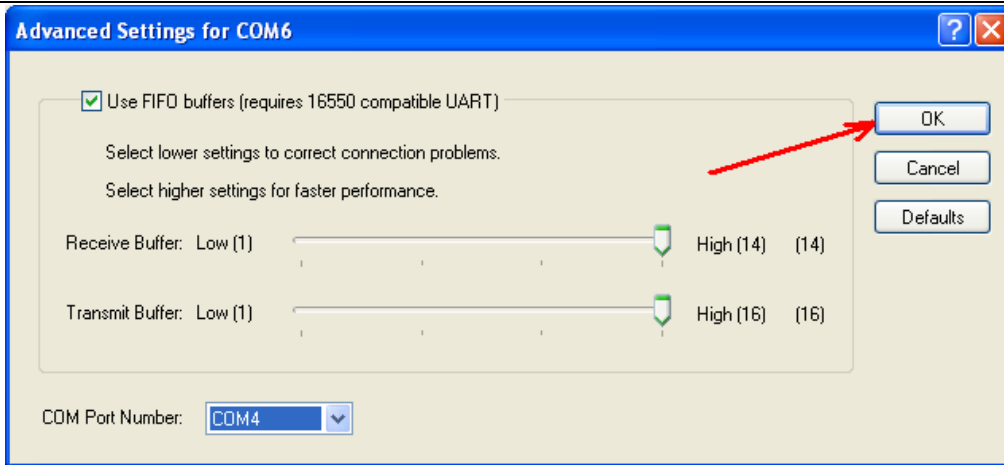 Advanced Settings for COM6
Use FIFO buffers (requires 16550 compatible UART)
OK
Select lower settings to correct connection problems.
Cancel
Select higher settings for faster performance.
Defaults
Receive Buffer: Low (1) High (14) (14)
Transmit Buffer: Low (1) High (16) (16)
COM Port Number: COM4